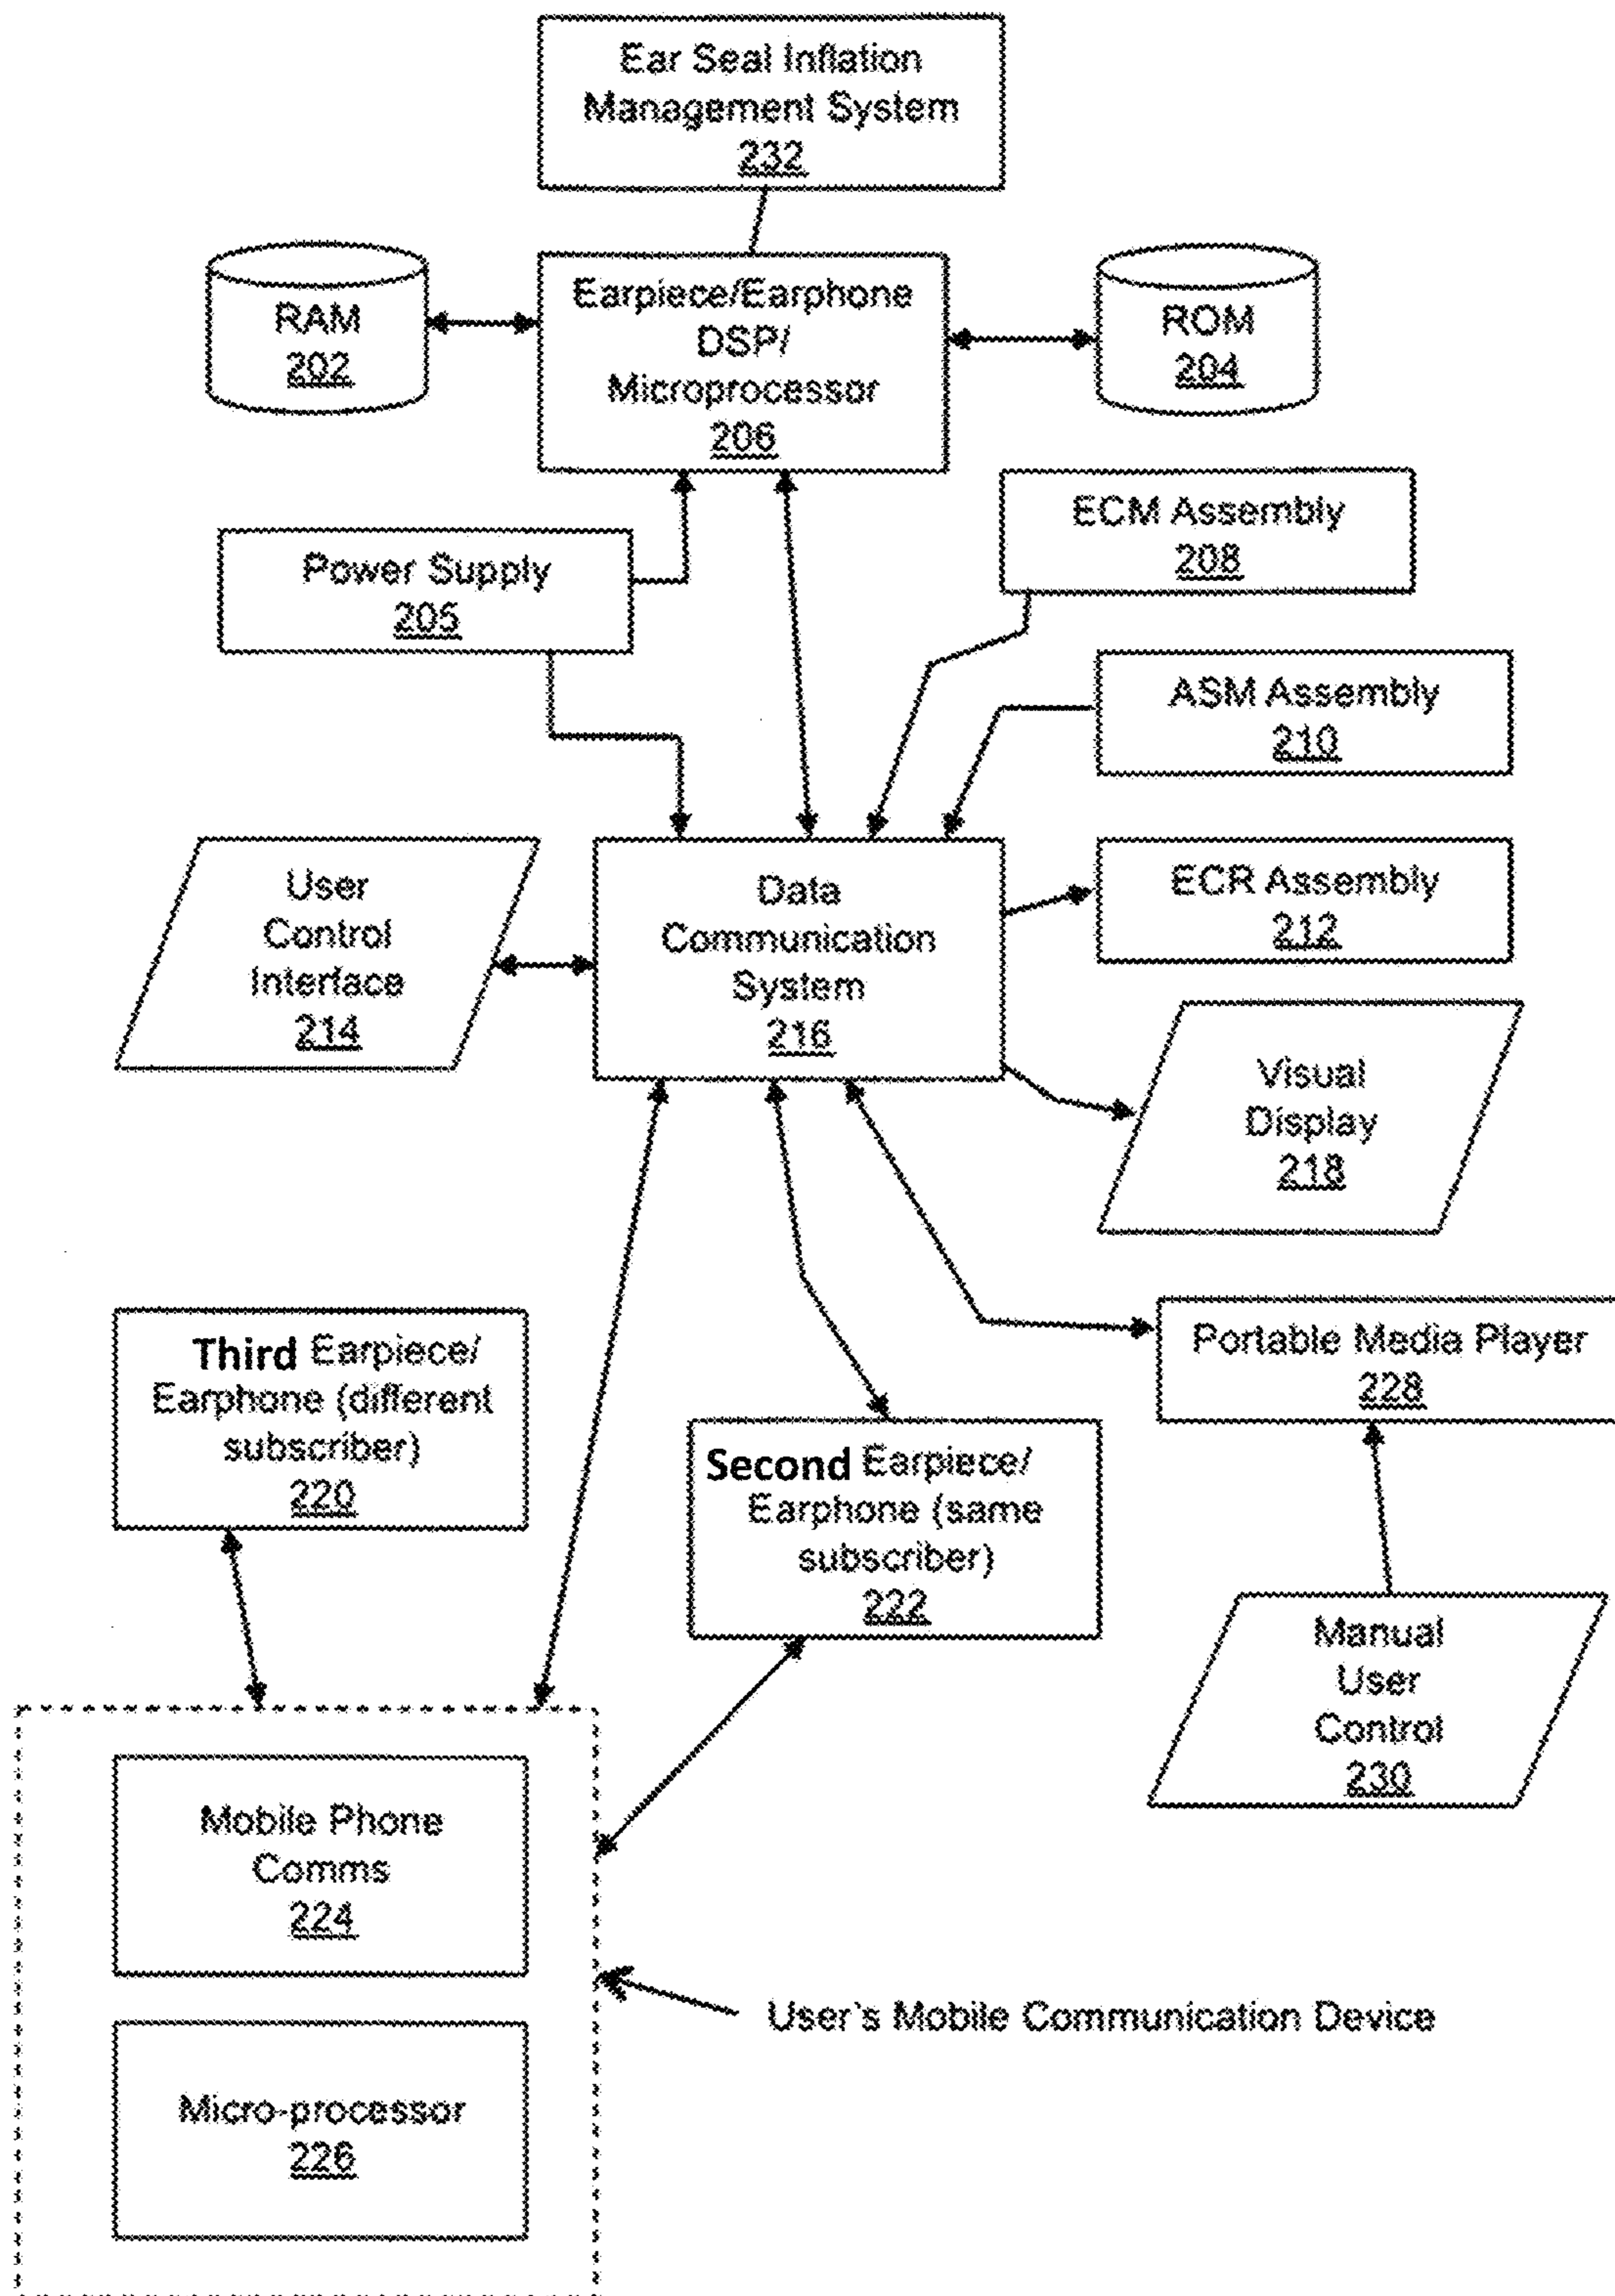 Ear Seal Inflation
Management System
232
RAM
202
Earpiece/Earphone
DSP/
Microprocessor
206
ROM
204
Power Supply
205
ECM Assembly
208
ASM Assembly
210
User
Control
Interface
214
Data
Communication
System
216
ECR Assembly
212
Visual
Display
218
Third Earpiece/
Earphone (different
subscriber)
220
Second Earpiece/
Earphone (same
subscriber)
222
Portable Media Player
228
Manual
User
Control
230
Mobile Phone
Comms
224
User's Mobile Communication Device
Micro-processor
226